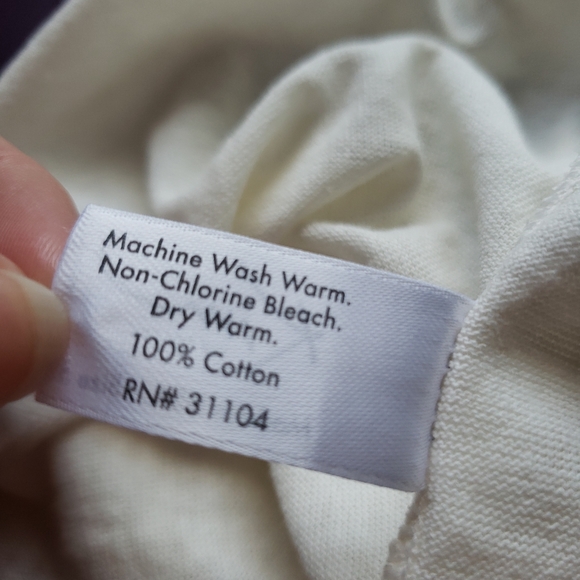 Machine Wash Warm.
Non-Chlorine Bleach.
Dry Warm.
100% Cotton
RN# 31104